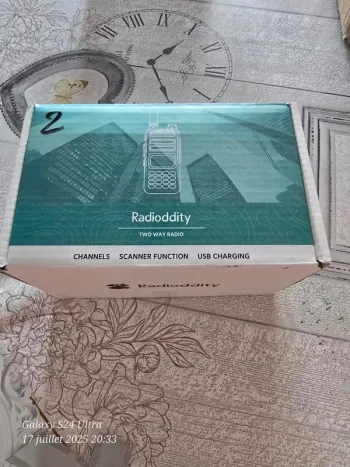 2
Radioddity
TWO WAY RADIO
CHANNELS SCANNER FUNCTION USB CHARGING
Radioddity
Galaxy S24 Ultra
17 juillet 2025 20:33